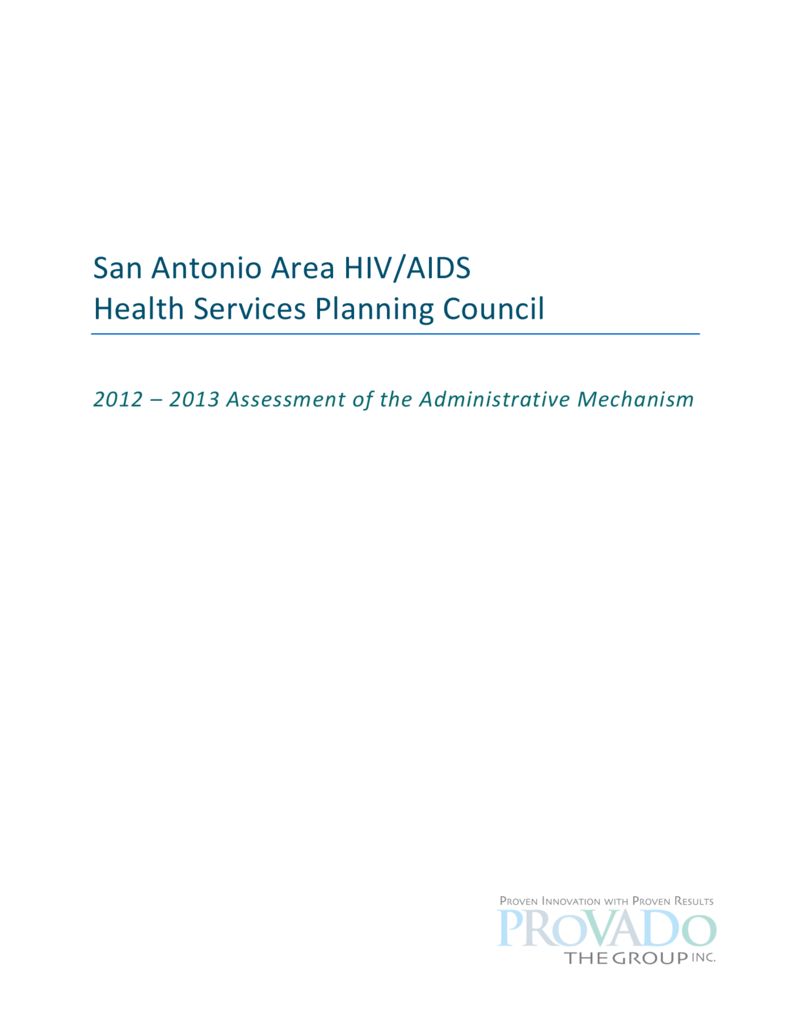 San Antonio Area HIV/AIDS
Health Services Planning Council
2012 – 2013 Assessment of the Administrative Mechanism
PROVEN INNOVATION WITH PROVEN RESULTS
PROVADO
THE GROUP INC.